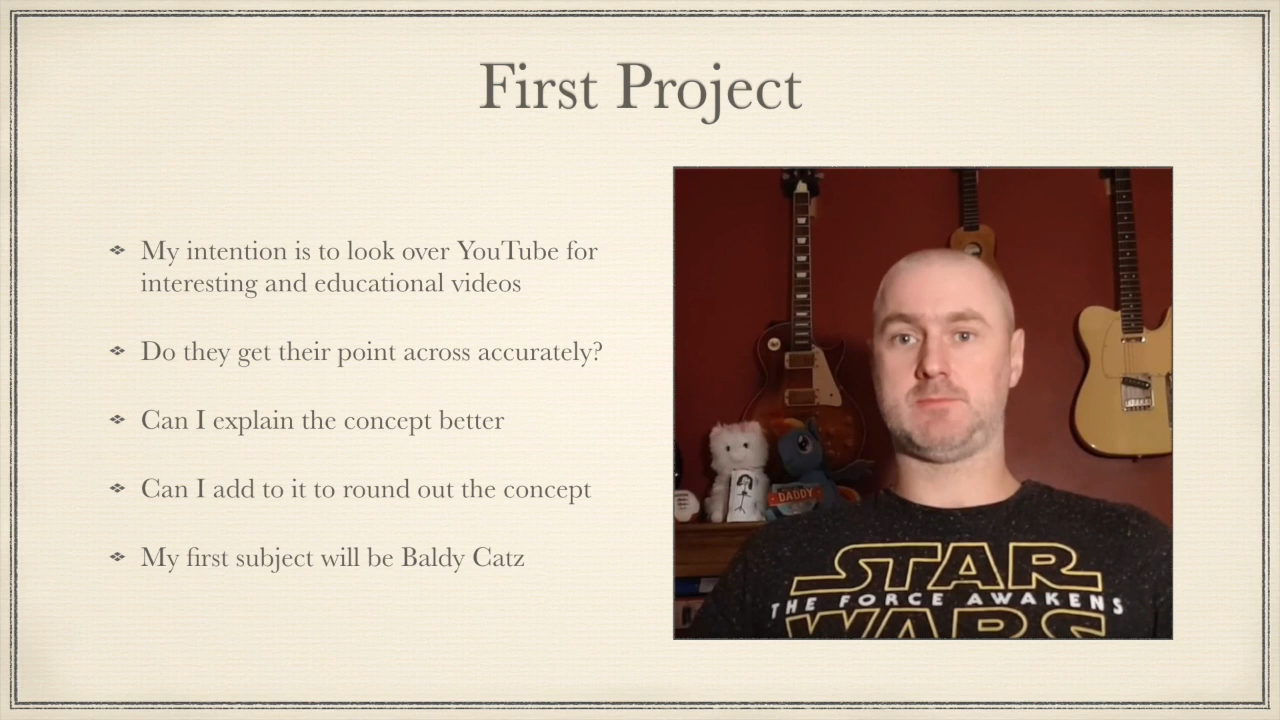 First Project
My intention is to look over YouTube for
interesting and educational videos
Do they get their point across accurately?
Can I explain the concept better
Can I add to it to round out the concept
My first subject will be Baldy Catz
DADDY
STAR
THE FORCE AWAKENS
WARS